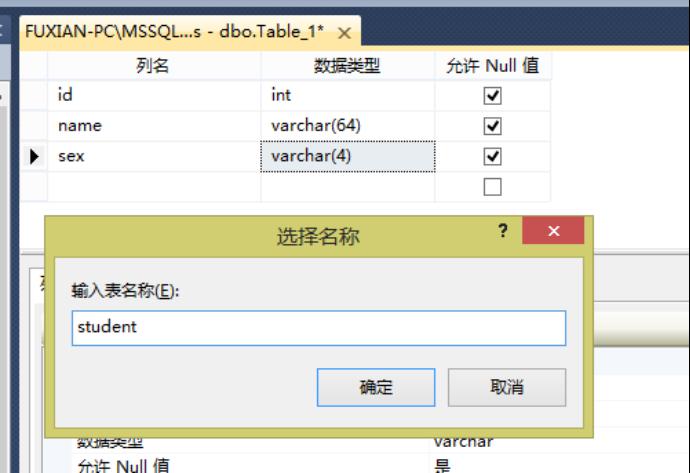 FUXIAN-PC\MSSQL...s - dbo.Table_1* ×
列名 数据类型 允许 Null 值
id int
name varchar(64)
sex varchar(4)
选择名称 ? ×
输入表名称(E):
student
确定 取消
数据类型 varchar
允许 Null 值 是